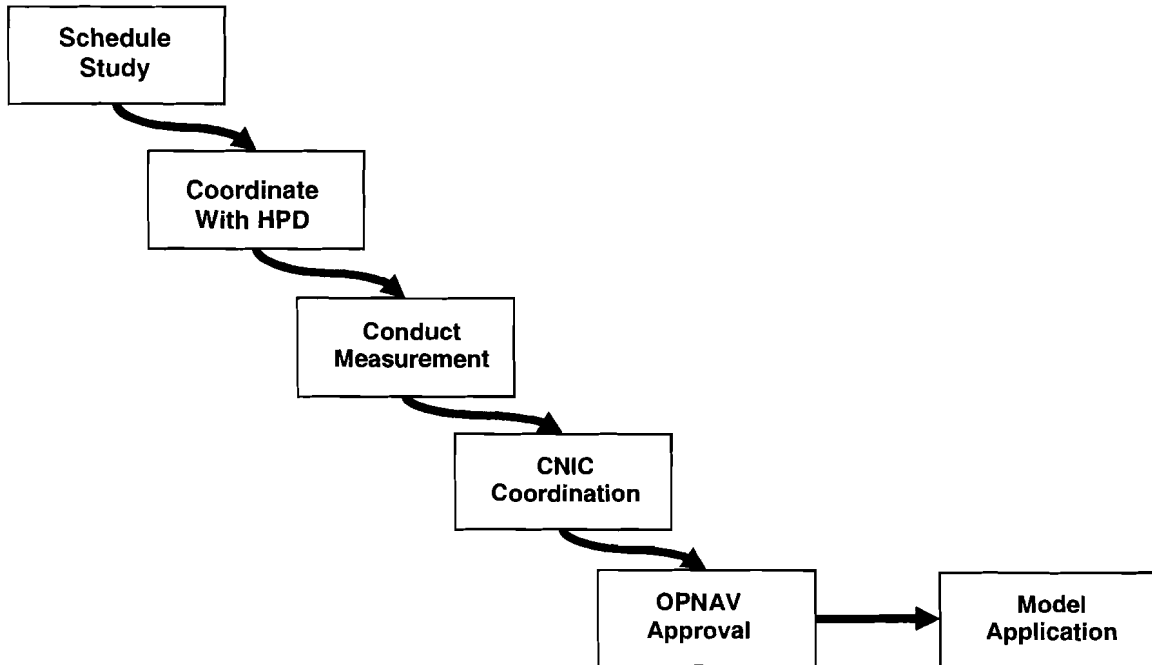 Schedule
Study
Coordinate
With HPD
Conduct
Measurement
CNIC
Coordination
OPNAV
Approval
Model
Application